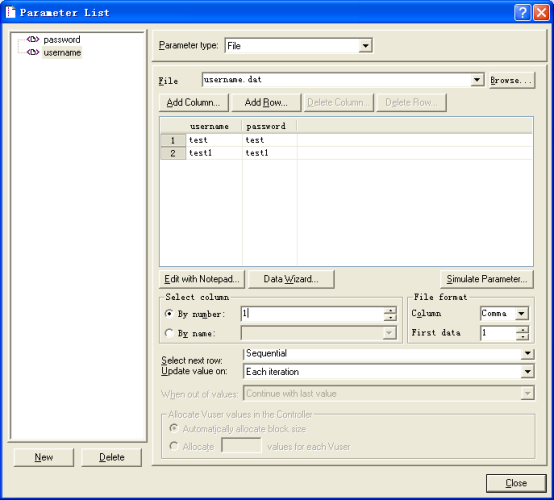 Parameter List
password
username
Parameter type: File
File username.dat Browse...
Add Column... Add Row... Delete Column... Delete Row...
username password
1 test test
2 test1 test1
Edit with Notepad... Data Wizard... Simulate Parameter...
Select column File format
By number: 1 Column Comma
By name: First data 1
Select next row: Sequential
Update value on: Each iteration
When out of values: Continue with last value
Allocate Vuser values in the Controller
Automatically allocate block size
Allocate values for each Vuser
New Delete
Close